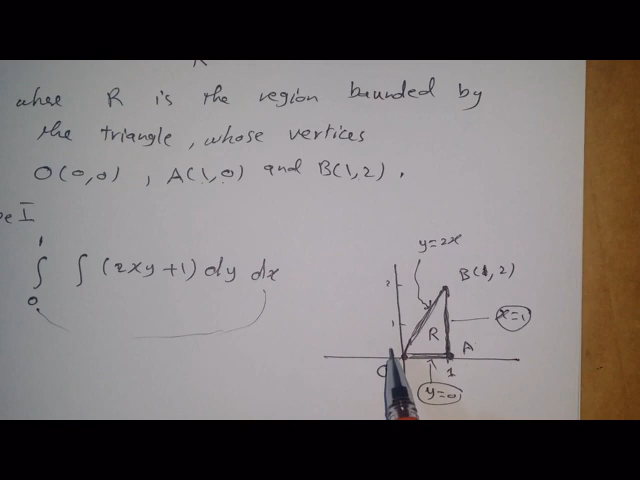 R
where R is the region bounded by
the triangle, whose vertices
O(0,0), A(1,0) and B(1,2).
I
1
∫ ∫ (2xy+1) dy dx
0
y=2x
2 B(1,2)
1 R x=1
A
O 1
y=0